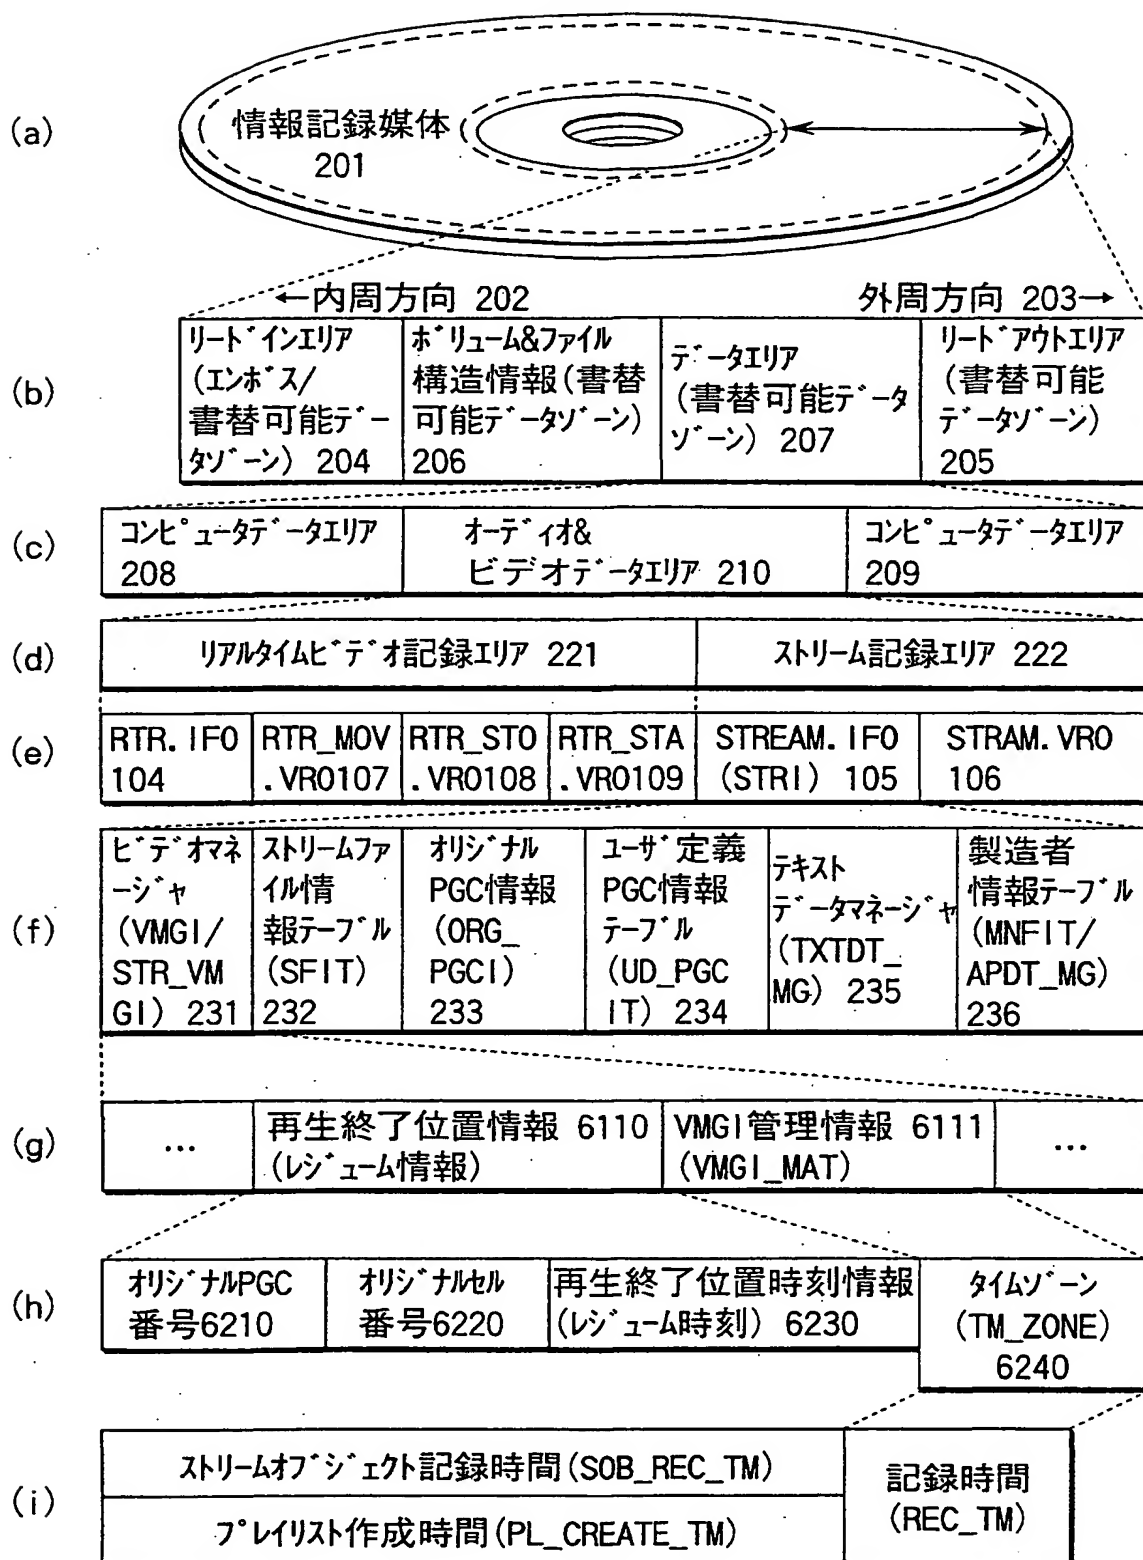 (a)
情報記録媒体
201
←内周方向 202
外周方向 203→
(b)
リードインエリア
(エンボス/
書替可能デー
タゾーン) 204
ボリューム&ファイル
構造情報(書替
可能データゾーン)
206
データエリア
(書替可能データ
ゾーン) 207
リードアウトエリア
(書替可能
データゾーン)
205
(c)
コンピュータデータエリア
208
オーディオ&
ビデオデータエリア 210
コンピュータデータエリア
209
(d)
リアルタイムビデオ記録エリア 221
ストリーム記録エリア 222
(e)
RTR.IFO
104
RTR_MOV
.VRO107
RTR_STO
.VRO108
RTR_STA
.VRO109
STREAM.IFO
(STRI) 105
STRAM.VRO
106
(f)
ビデオマネ
ージャ
(VMGI/
STR_VM
GI) 231
ストリームファ
イル情
報テーブル
(SFIT)
232
オリジナル
PGC情報
(ORG_
PGCI)
233
ユーザ定義
PGC情報
テーブル
(UD_PGC
IT) 234
テキスト
データマネージャ
(TXTDT_
MG) 235
製造者
情報テーブル
(MNFIT/
APDT_MG)
236
(g)
...
再生終了位置情報 6110
(レジューム情報)
VMGI管理情報 6111
(VMGI_MAT)
...
(h)
オリジナルPGC
番号6210
オリジナルセル
番号6220
再生終了位置時刻情報
(レジューム時刻) 6230
タイムゾーン
(TM_ZONE)
6240
(i)
ストリームオブジェクト記録時間(SOB_REC_TM)
プレイリスト作成時間(PL_CREATE_TM)
記録時間
(REC_TM)